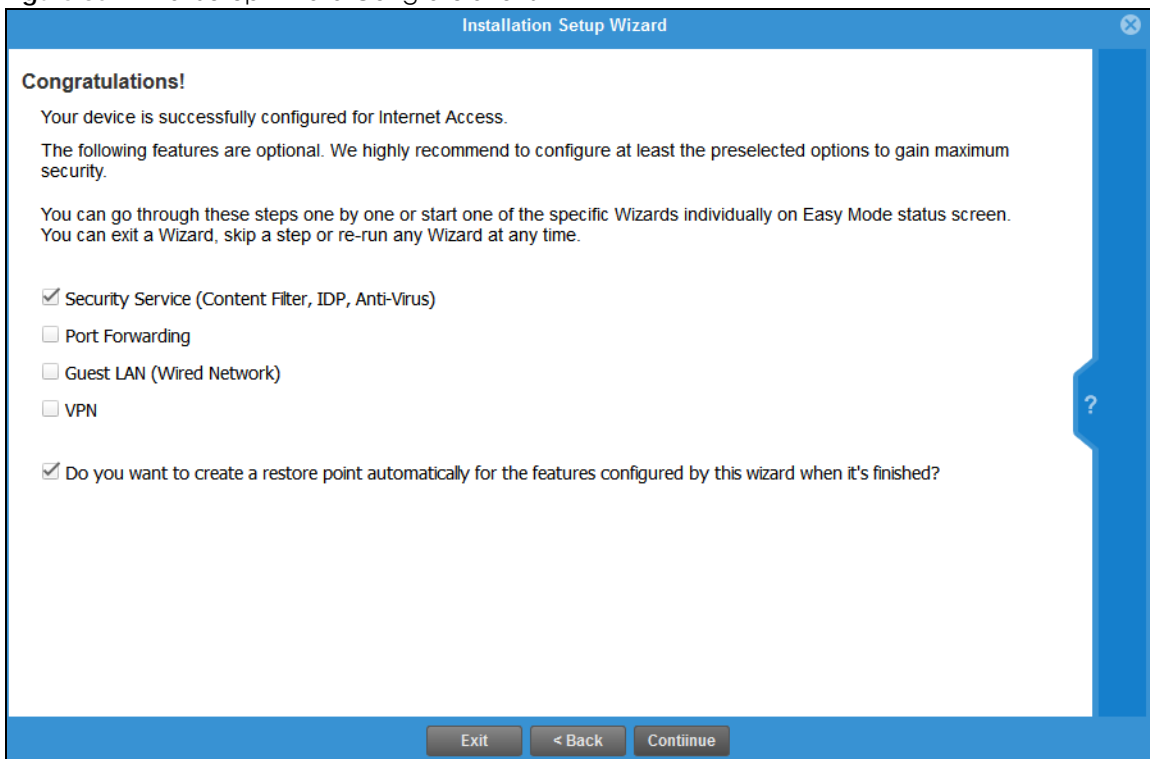 Installation Setup Wizard
Congratulations!
Your device is successfully configured for Internet Access.
The following features are optional. We highly recommend to configure at least the preselected options to gain maximum
security.
You can go through these steps one by one or start one of the specific Wizards individually on Easy Mode status screen.
You can exit a Wizard, skip a step or re-run any Wizard at any time.
Security Service (Content Filter, IDP, Anti-Virus)
Port Forwarding
Guest LAN (Wired Network)
VPN
?
Do you want to create a restore point automatically for the features configured by this wizard when it's finished?
Exit
< Back
Contiinue